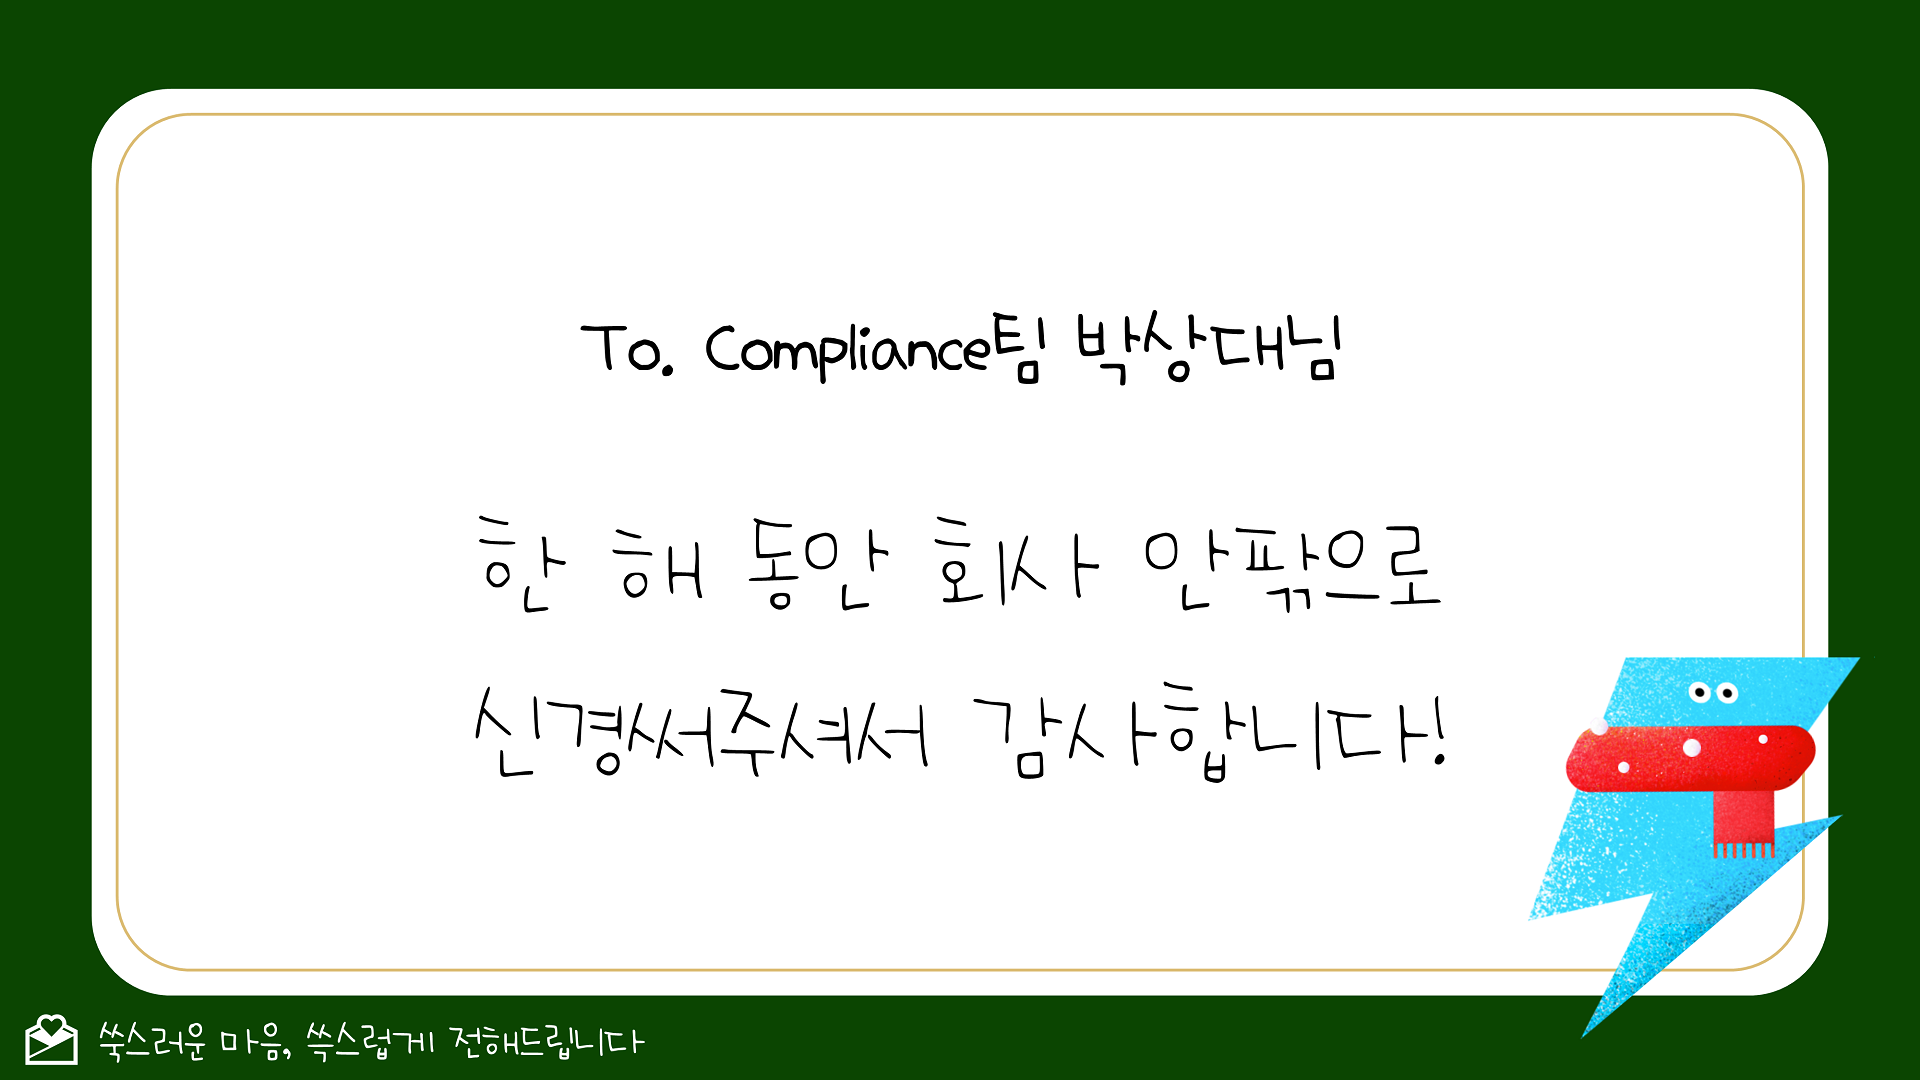 To. Compliance팀 박상대님
한 해 동안 회사 안팎으로
신경써주셔서 감사합니다!
쑥스러운 마음, 쓱스럽게 전해드립니다